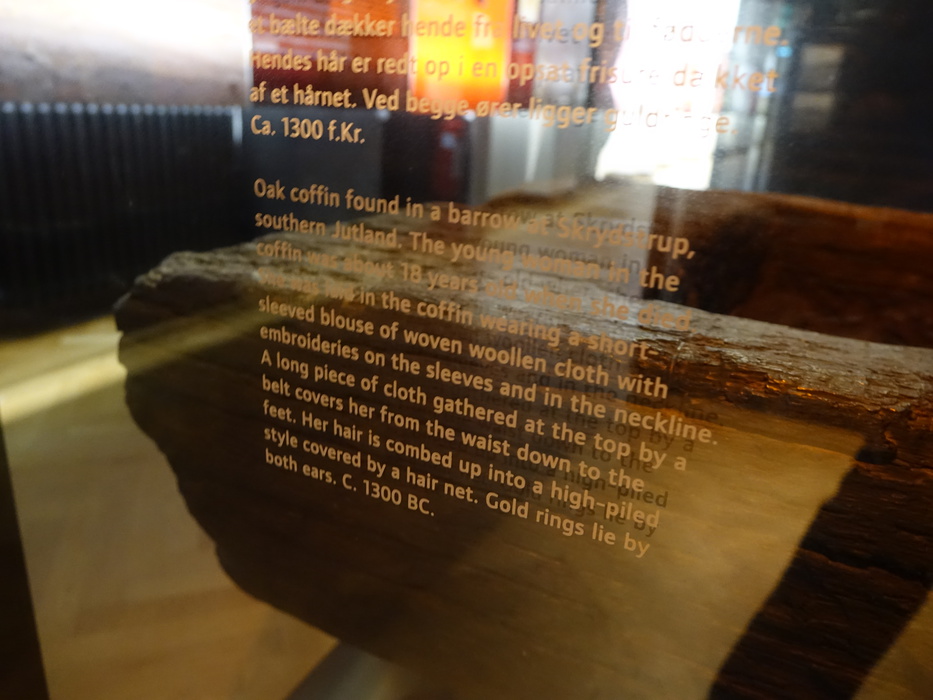 et bælte dækker hende fra livet og til fødderne.
Hendes hår er redt op i en opsat frisure dækket
af et hårnet. Ved begge ører ligger guldringe.
Ca. 1300 f.Kr.
Oak coffin found in a barrow at Skrydstrup,
southern Jutland. The young woman in the
coffin was about 18 years old when she died.
She was laid in the coffin wearing a short-
sleeved blouse of woven woollen cloth with
embroideries on the sleeves and in the neckline.
A long piece of cloth gathered at the top by a
belt covers her from the waist down to the
feet. Her hair is combed up into a high-piled
style covered by a hair net. Gold rings lie by
both ears. C. 1300 BC.